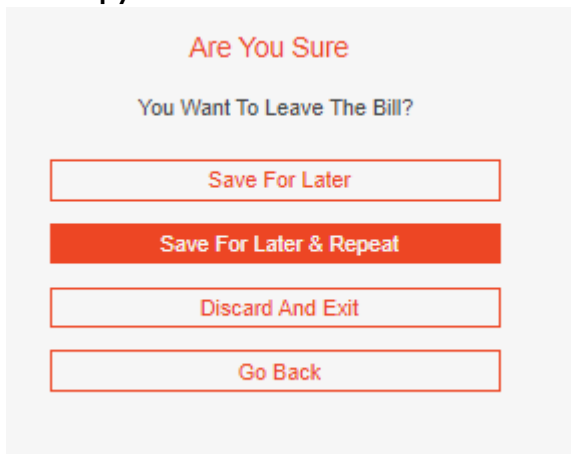 Are You Sure
You Want To Leave The Bill?
Save For Later
Save For Later & Repeat
Discard And Exit
Go Back